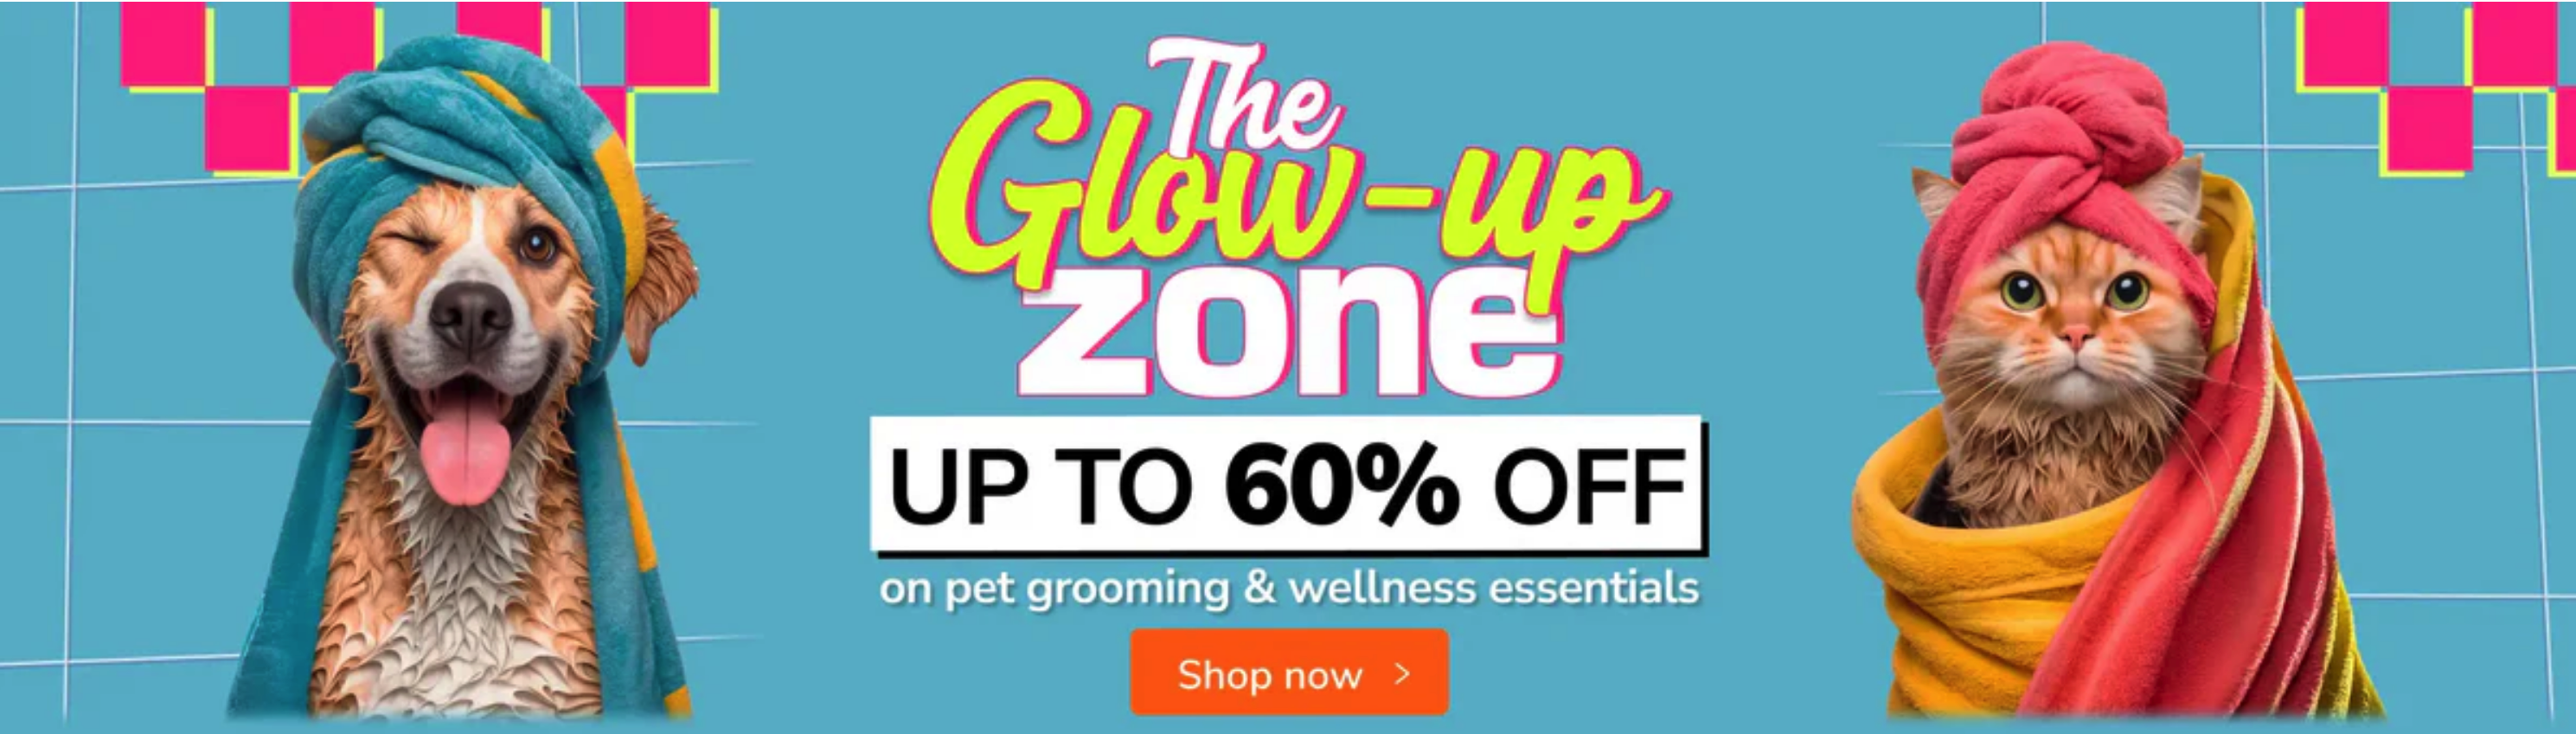 The
Glow-up
zone
UP TO 60% OFF
on pet grooming & wellness essentials
Shop now >